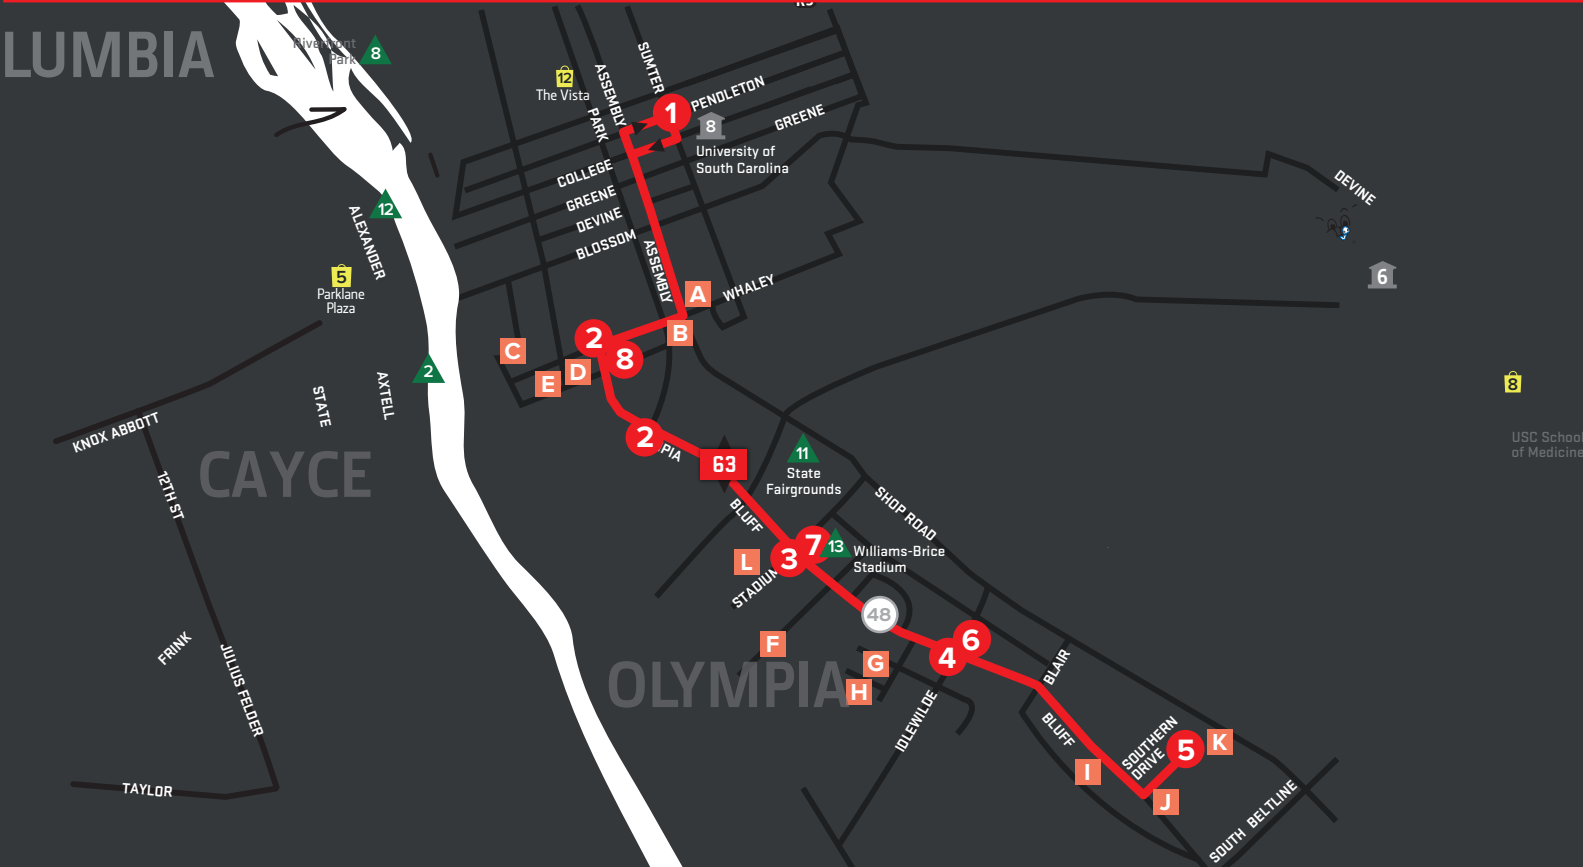 LUMBIA
Riverfront
Park
8
SUMTER
ASSEMBLY
PARK
12
The Vista
1
PENDLETON
GREENE
8
University of
South Carolina
COLLEGE
GREENE
DEVINE
BLOSSOM
ASSEMBLY
DEVINE
6
12
ALEXANDER
5
Parklane
Plaza
A
WHALEY
B
2
8
C
D
E
2
AXTELL
STATE
KNOX ABBOTT
CAYCE
12TH ST
2
PIA
63
11
State
Fairgrounds
8
USC School
of Medicine
SHOP ROAD
BLUFF
L
3
7
13
Williams-Brice
Stadium
STADIUM
48
F
G
H
OLYMPIA
4
6
IDLEWILDE
BLAIR
BLUFF
SOUTHERN
DRIVE
5
K
I
J
SOUTH BELTLINE
FRINK
JULIUS FELDER
TAYLOR